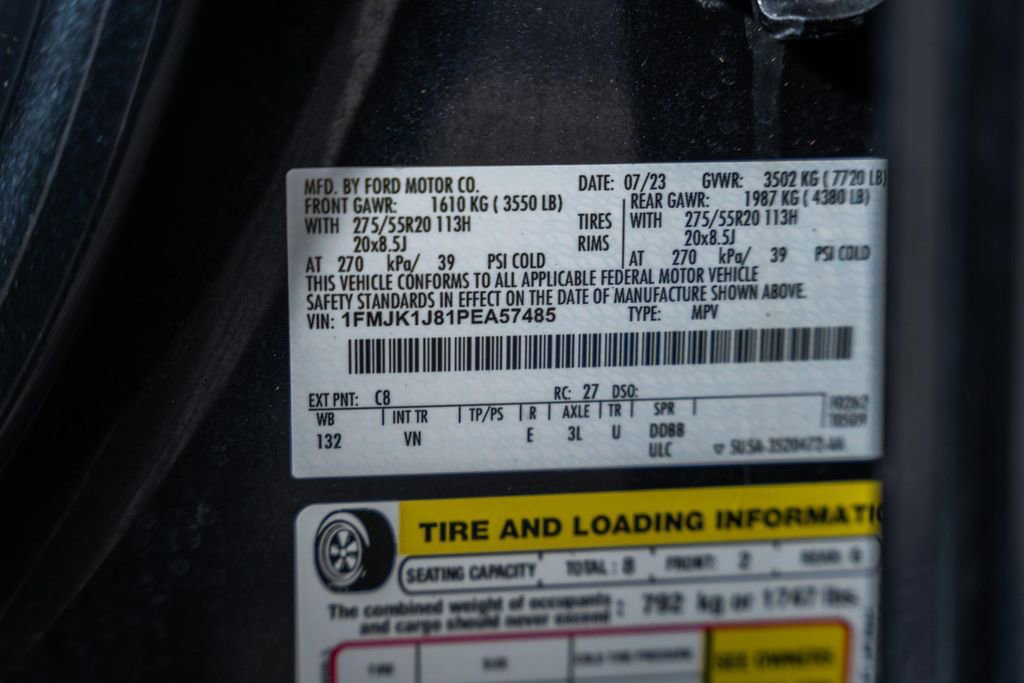 MFD. BY FORD MOTOR CO. DATE: 07/23 GVWR: 3502 KG ( 7720 LB)
FRONT GAWR: 1610 KG ( 3550 LB) REAR GAWR: 1987 KG ( 4380 LB)
WITH 275/55R20 113H TIRES WITH 275/55R20 113H
20x8.5J RIMS 20x8.5J
AT 270 kPa/ 39 PSI COLD AT 270 kPa/ 39 PSI COLD
THIS VEHICLE CONFORMS TO ALL APPLICABLE FEDERAL MOTOR VEHICLE
SAFETY STANDARDS IN EFFECT ON THE DATE OF MANUFACTURE SHOWN ABOVE.
VIN: 1FMJK1J81PEA57485 TYPE: MPV
EXT PNT: C8 RC: 27 DSO:
WB INT TR TP/PS R AXLE TR SPR
132 VN E 3L U DDBB
ULC
TIRE AND LOADING INFORMATI
SEATING CAPACITY TOTAL : 8 FRONT: 2
The combined weight of occupants : 792 kg or 1747 lbs.
and cargo should never exceed
SEE OWNERS